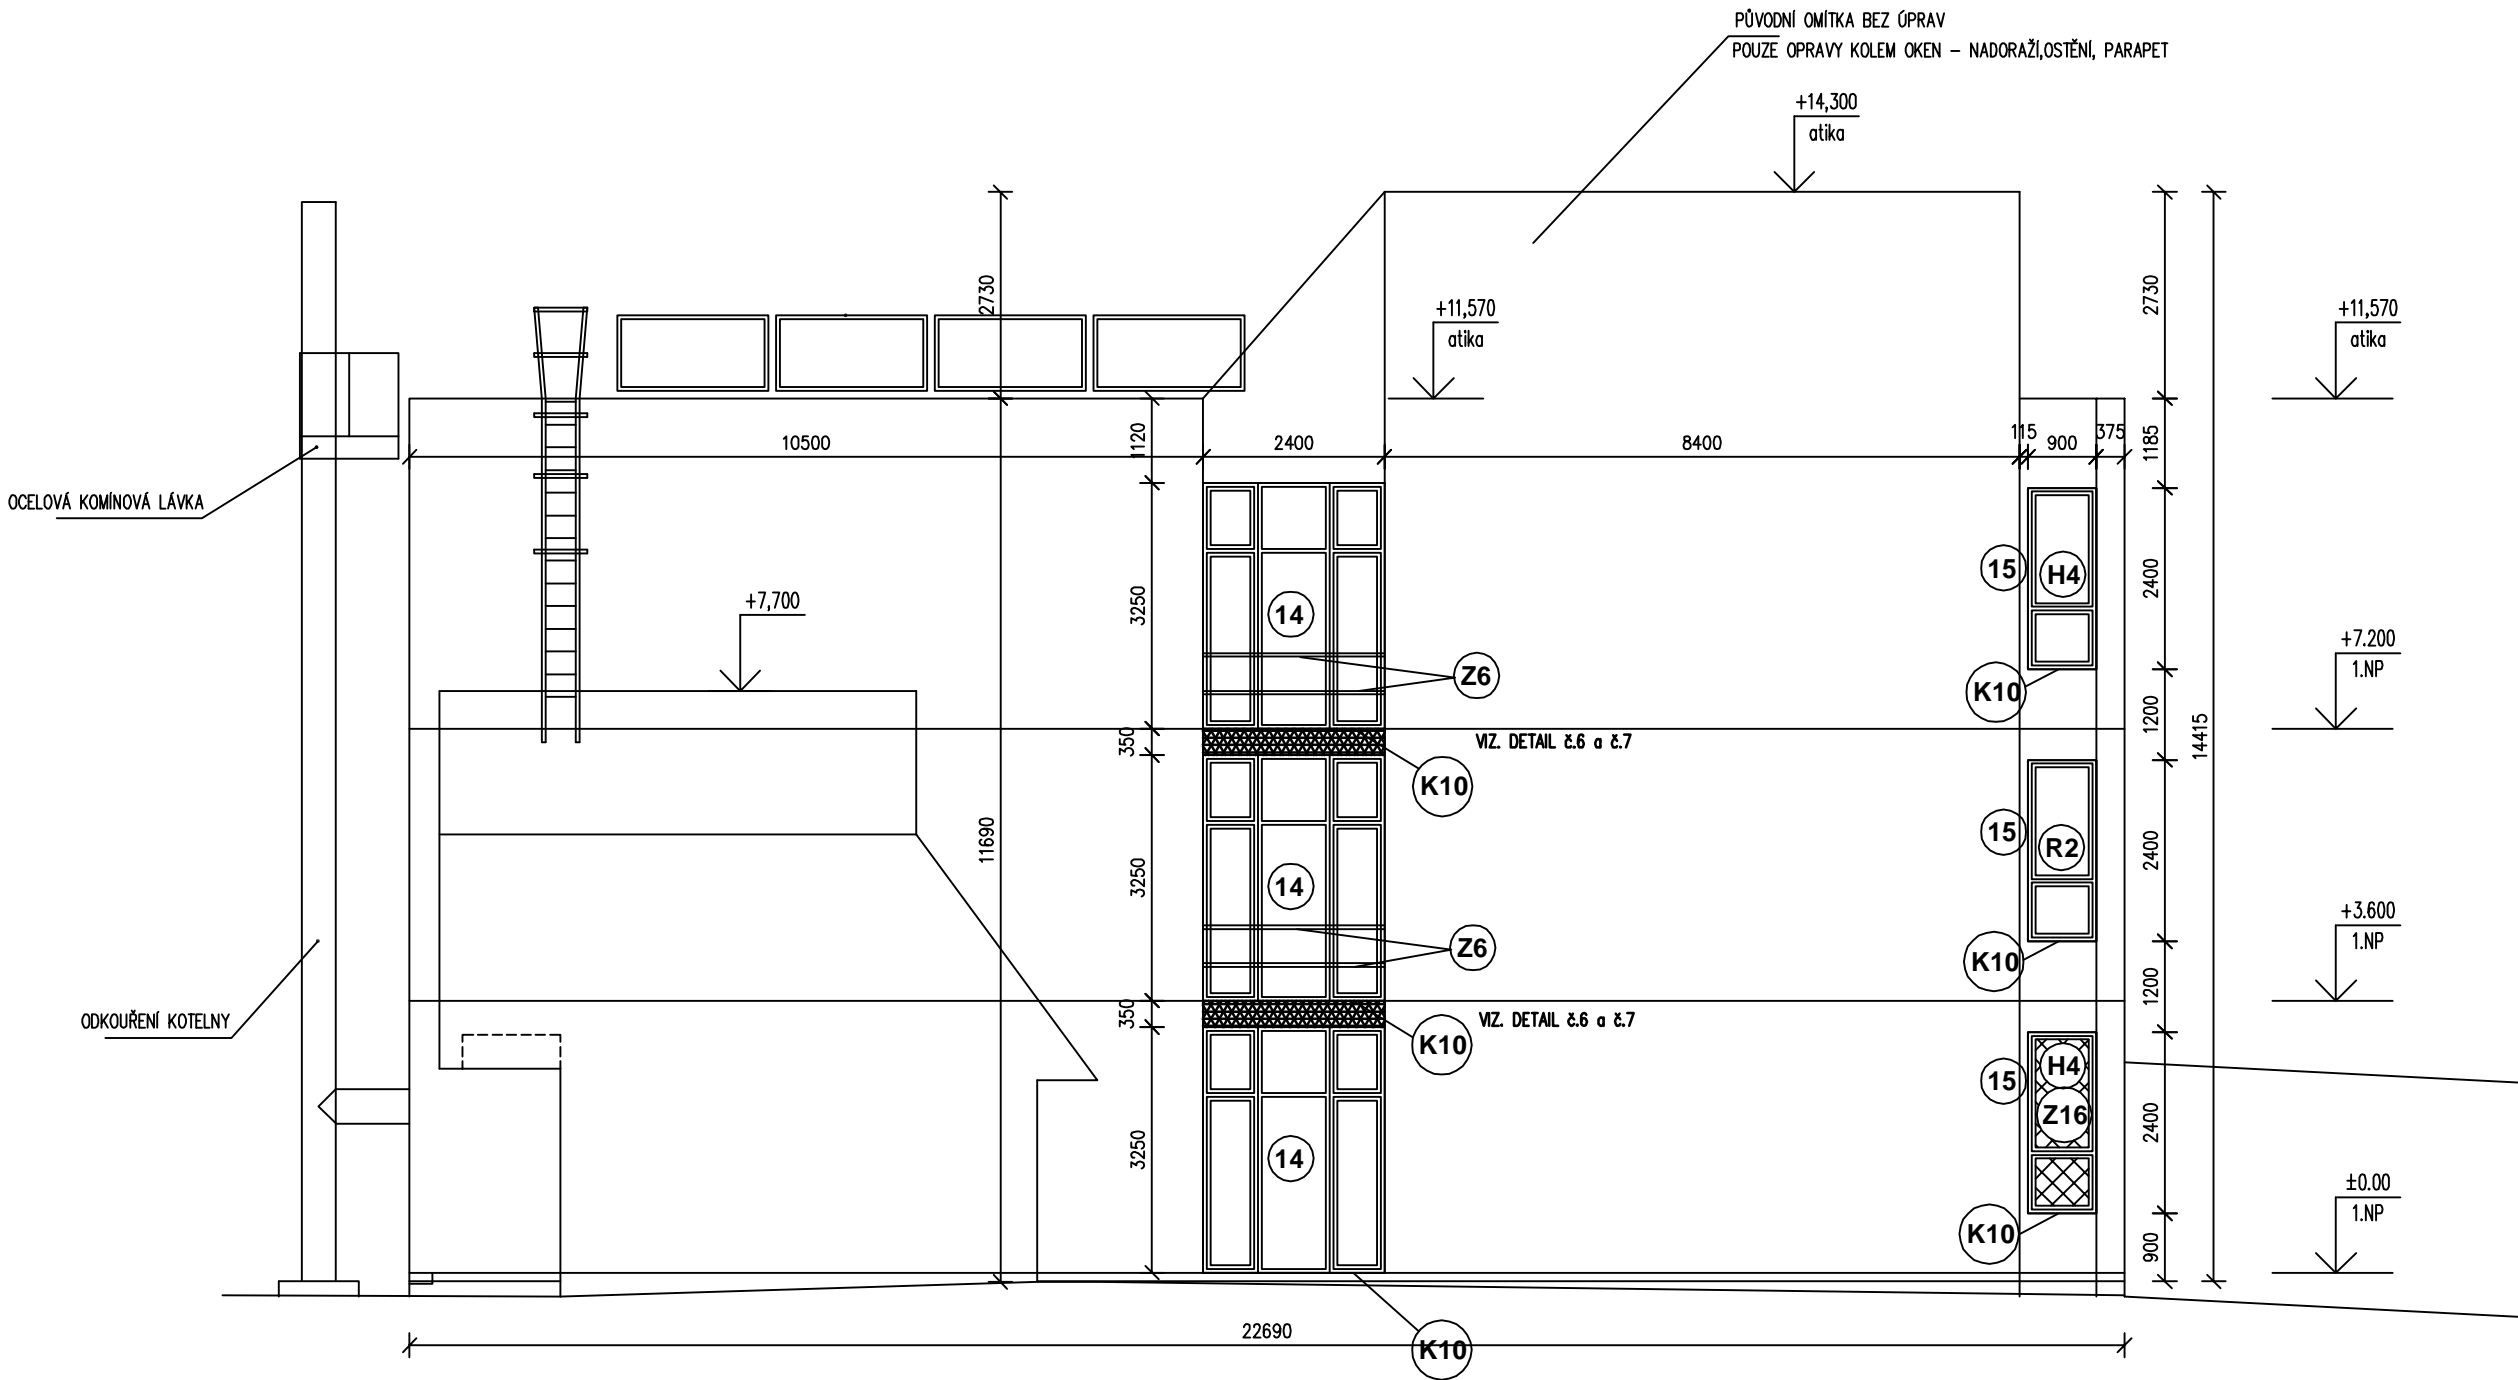 PŮVODNÍ OMÍTKA BEZ ÚPRAV
POUZE OPRAVY KOLEM OKEN – NADORAŽÍ,OSTĚNÍ, PARAPET
+14,300
atika
2730
2730
+11,570
atika
+11,570
atika
10500
1120
2400
8400
115
900
375
1185
OCELOVÁ KOMÍNOVÁ LÁVKA
15
H4
2400
3250
14
+7,700
+7.200
1.NP
Z6
K10
1200
350
VIZ. DETAIL č.6 a č.7
14415
K10
11690
15
R2
2400
3250
14
+3.600
1.NP
Z6
K10
1200
350
ODKOUŘENÍ KOTELNY
VIZ. DETAIL č.6 a č.7
K10
15
H4
Z16
2400
3250
14
±0.00
1.NP
K10
900
22690
K10